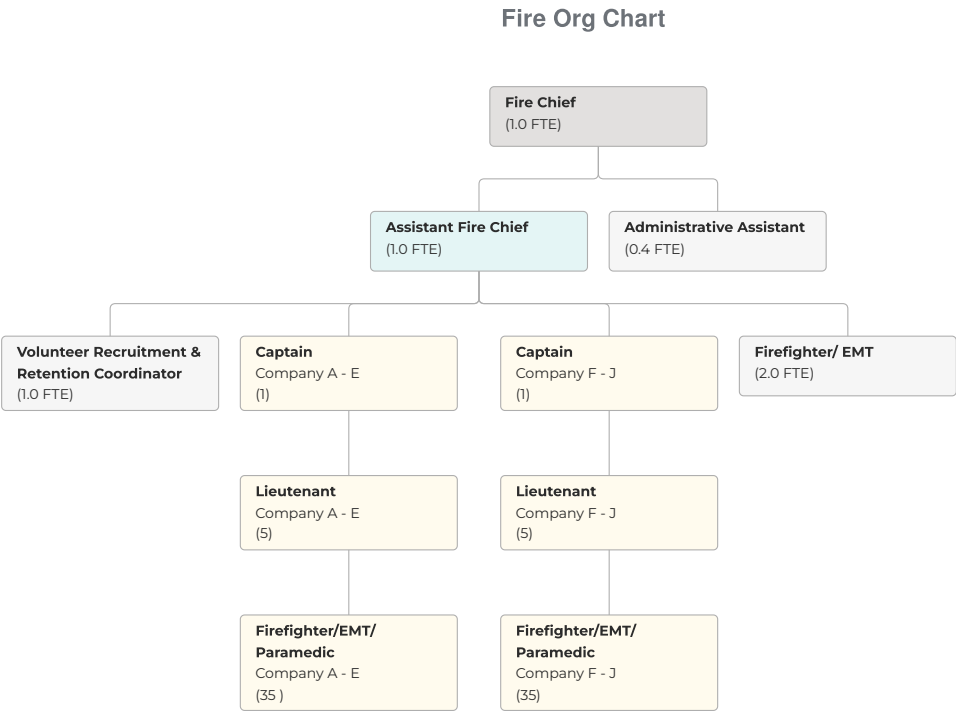 Fire Org Chart
Fire Chief
(1.0 FTE)
Assistant Fire Chief
(1.0 FTE)
Administrative Assistant
(0.4 FTE)
Volunteer Recruitment &
Retention Coordinator
(1.0 FTE)
Captain
Company A - E
(1)
Captain
Company F - J
(1)
Firefighter/ EMT
(2.0 FTE)
Lieutenant
Company A - E
(5)
Lieutenant
Company F - J
(5)
Firefighter/EMT/
Paramedic
Company A - E
(35 )
Firefighter/EMT/
Paramedic
Company F - J
(35)